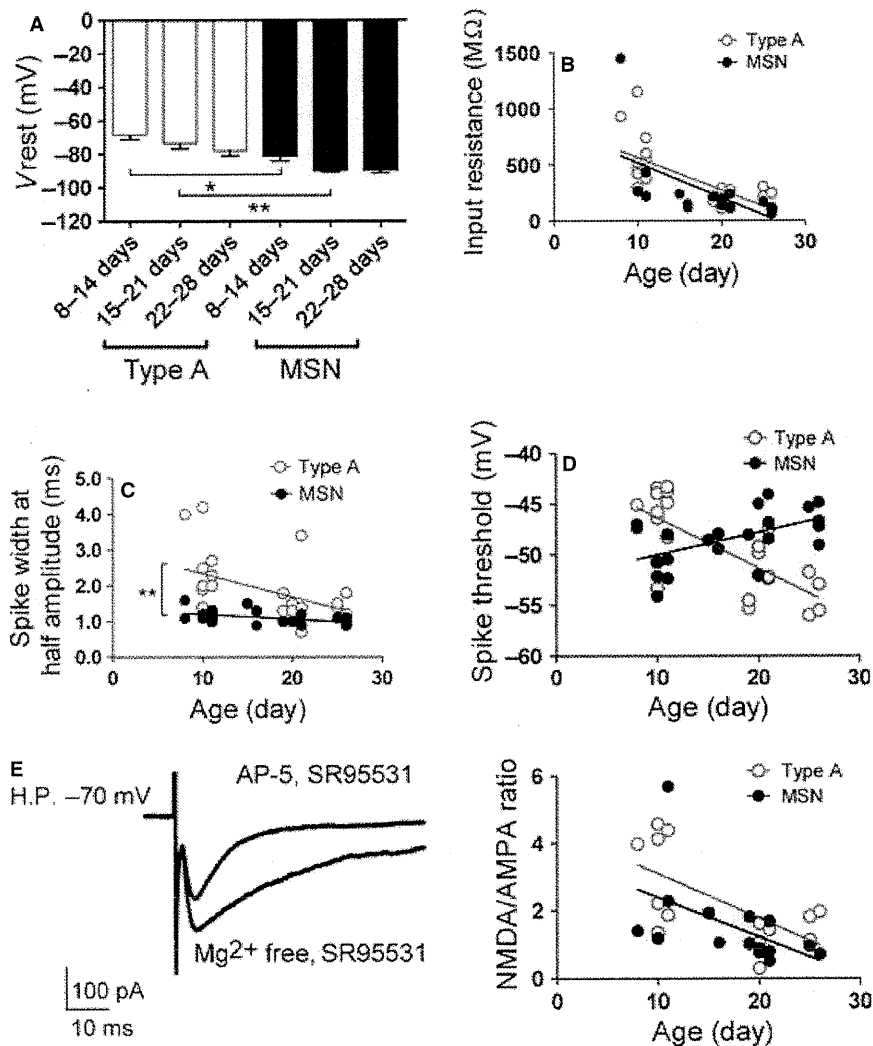 A
Vrest (mV)
0
–20
–40
–60
–80
–100
–120
*
**
8–14 days
15–21 days
22–28 days
8–14 days
15–21 days
22–28 days
Type A
MSN
B
Input resistance (MΩ)
1500
1000
500
0
0
10
20
30
Age (day)
Type A
MSN
C
Spike width at
half amplitude (ms)
5.0
4.0
3.0
2.0
1.0
0.0
**
0
10
20
30
Age (day)
Type A
MSN
D
Spike threshold (mV)
–40
–45
–50
–55
–60
0
10
20
30
Age (day)
Type A
MSN
E
H.P. –70 mV
AP-5, SR95531
Mg2+ free, SR95531
100 pA
10 ms
NMDA/AMPA ratio
6
4
2
0
0
10
20
30
Age (day)
Type A
MSN